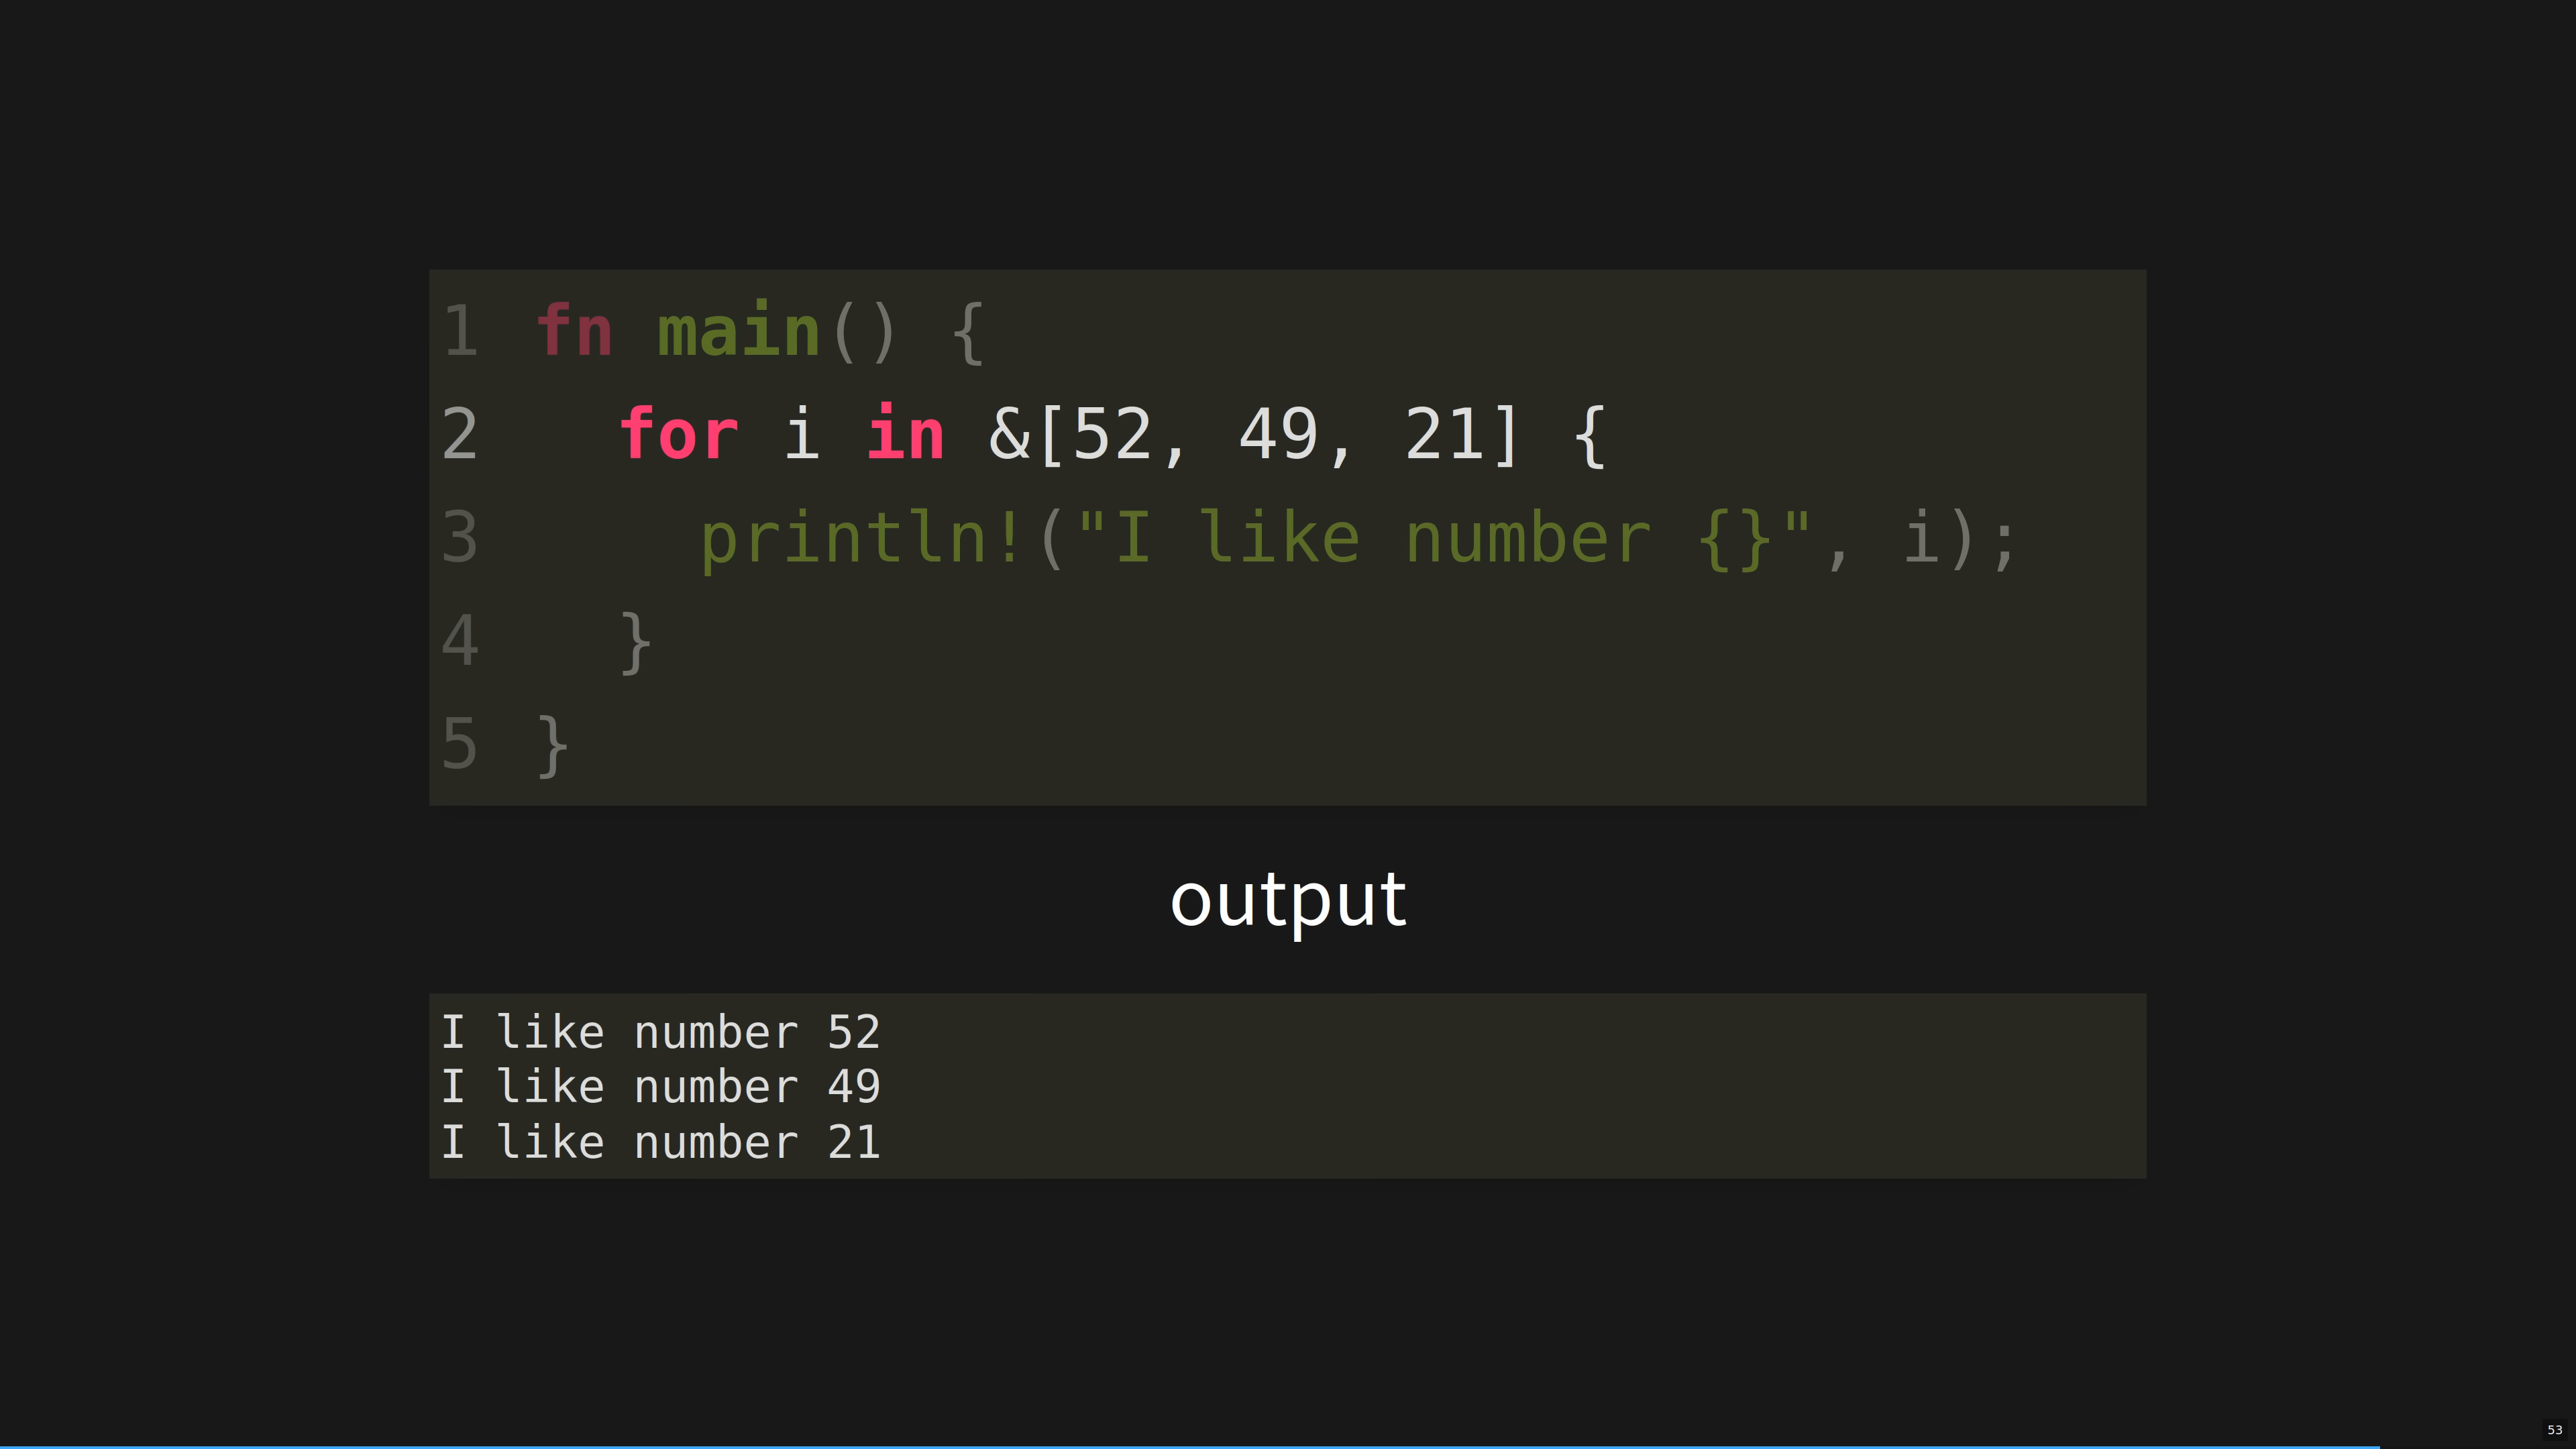 1 fn main() {
2   for i in &[52, 49, 21] {
3     println!("I like number {}", i);
4   }
5 }
output
I like number 52
I like number 49
I like number 21
53